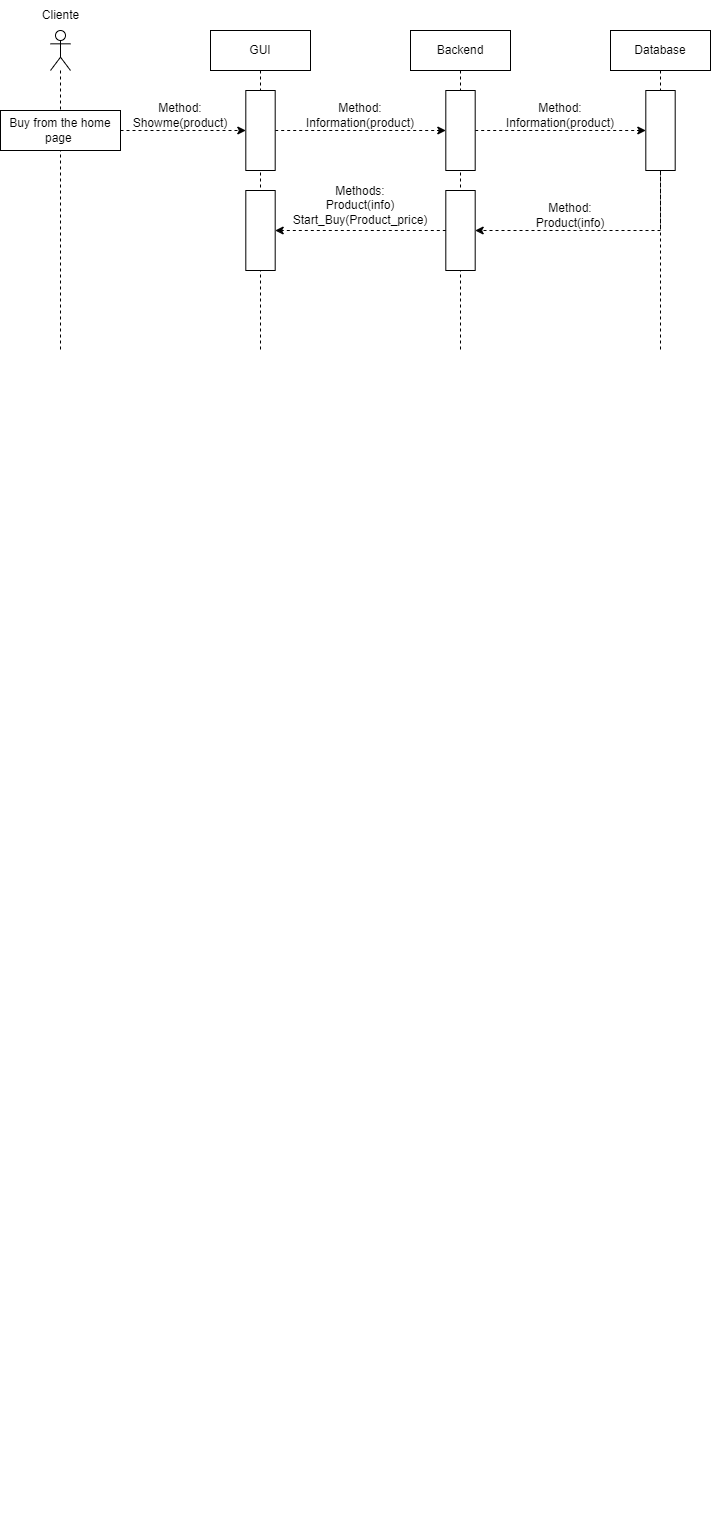 Cliente
GUI
Backend
Database
Buy from the home
page
Method:
Showme(product)
Method:
Information(product)
Method:
Information(product)
Methods:
Product(info)
Start_Buy(Product_price)
Method:
Product(info)